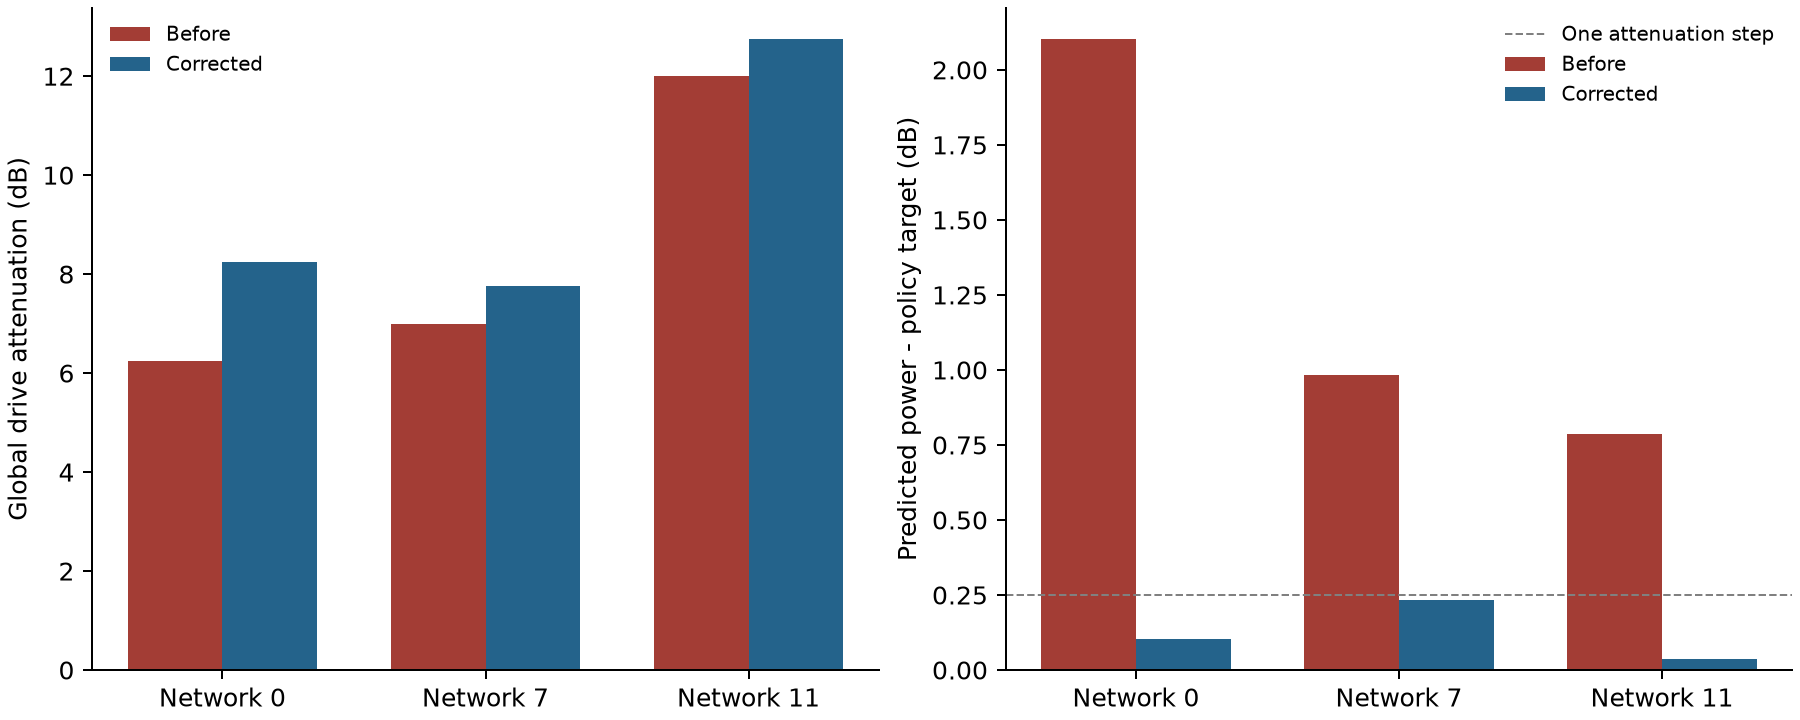 Global drive attenuation (dB)
12
10
8
6
4
2
0
Before
Corrected
Network 0
Network 7
Network 11
Predicted power - policy target (dB)
2.00
1.75
1.50
1.25
1.00
0.75
0.50
0.25
0.00
One attenuation step
Before
Corrected
Network 0
Network 7
Network 11